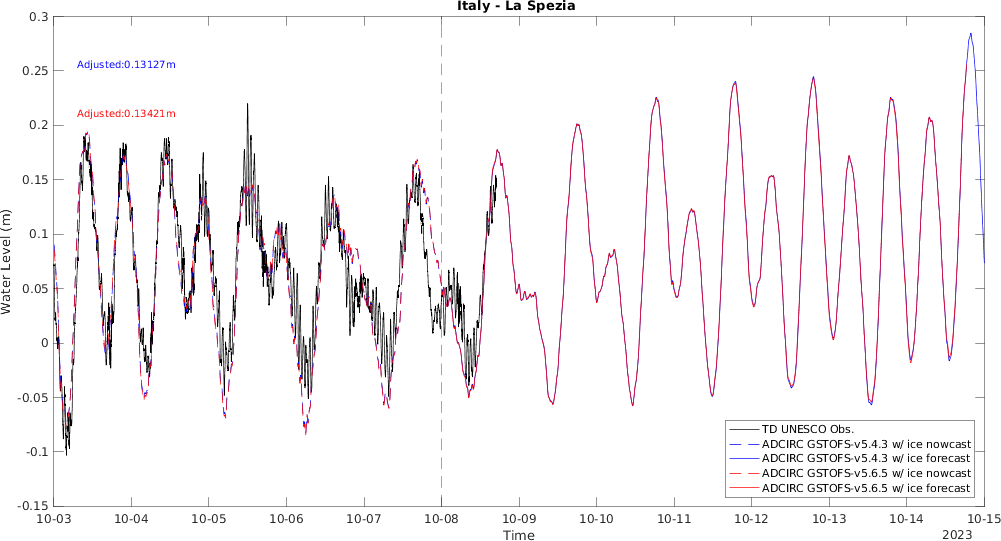 Italy - La Spezia
0.3
0.25
0.2
0.15
0.1
0.05
0
-0.05
-0.1
-0.15
Water Level (m)
Adjusted:0.13127m
Adjusted:0.13421m
TD UNESCO Obs.
ADCIRC GSTOFS-v5.4.3 w/ ice nowcast
ADCIRC GSTOFS-v5.4.3 w/ ice forecast
ADCIRC GSTOFS-v5.6.5 w/ ice nowcast
ADCIRC GSTOFS-v5.6.5 w/ ice forecast
10-03 10-04 10-05 10-06 10-07 10-08 10-09 10-10 10-11 10-12 10-13 10-14 10-15
Time
2023